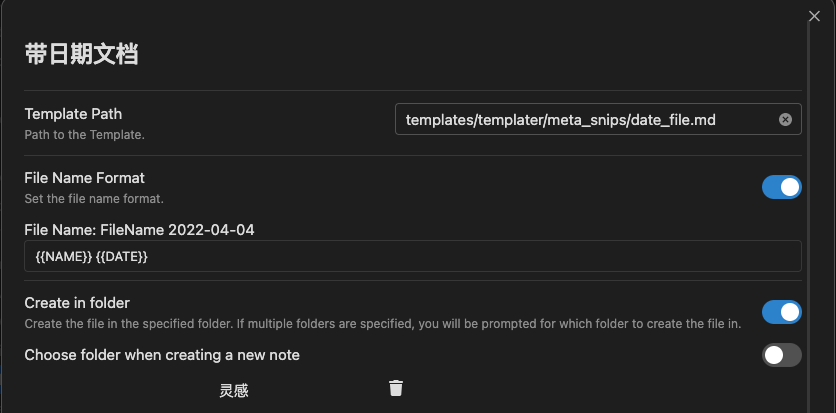 带日期文档
Template Path
Path to the Template.
templates/templater/meta_snips/date_file.md
File Name Format
Set the file name format.
File Name: FileName 2022-04-04
{{NAME}} {{DATE}}
Create in folder
Create the file in the specified folder. If multiple folders are specified, you will be prompted for which folder to create the file in.
Choose folder when creating a new note
灵感